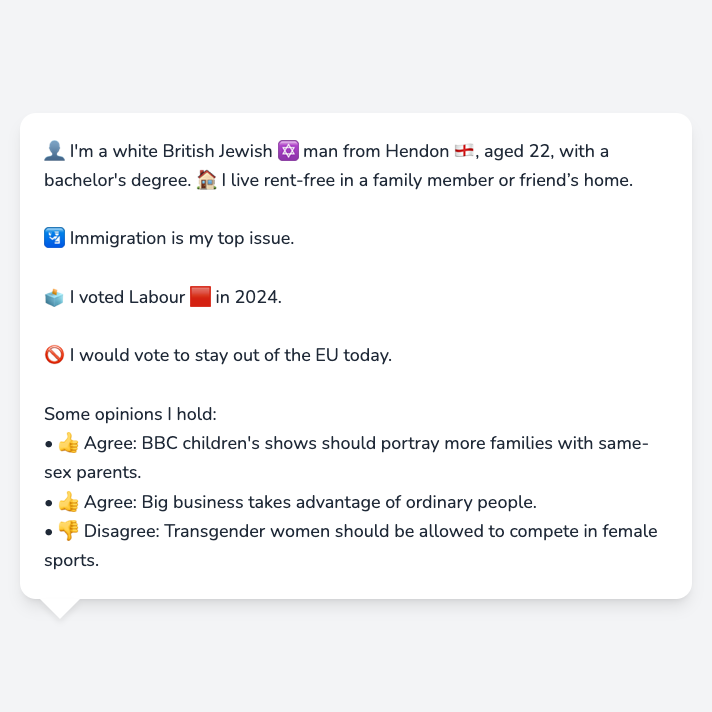 👤 I'm a white British Jewish ✡️ man from Hendon 🏴󠁧󠁢󠁥󠁮󠁧󠁿, aged 22, with a
bachelor's degree. 🏠 I live rent-free in a family member or friend’s home.
🛂 Immigration is my top issue.
🗳️ I voted Labour 🟥 in 2024.
🚫 I would vote to stay out of the EU today.
Some opinions I hold:
• 👍 Agree: BBC children's shows should portray more families with same-
sex parents.
• 👍 Agree: Big business takes advantage of ordinary people.
• 👎 Disagree: Transgender women should be allowed to compete in female
sports.